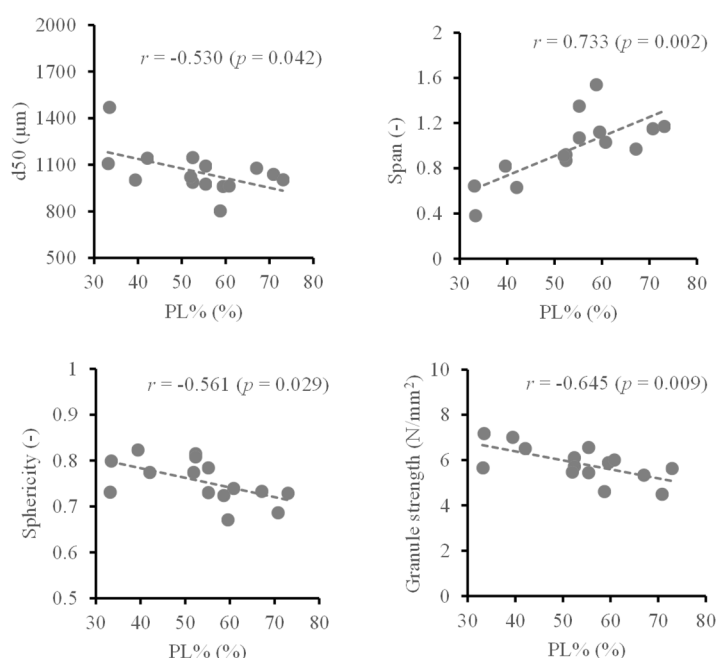 2000
1700
1400
1100
800
500
d50 (μm)
r = -0.530 (p = 0.042)
30 40 50 60 70 80
PL% (%)
2
1.6
1.2
0.8
0.4
0
Span (-)
r = 0.733 (p = 0.002)
30 40 50 60 70 80
PL% (%)
1
0.9
0.8
0.7
0.6
0.5
Sphericity (-)
r = -0.561 (p = 0.029)
30 40 50 60 70 80
PL% (%)
10
8
6
4
2
0
Granule strength (N/mm²)
r = -0.645 (p = 0.009)
30 40 50 60 70 80
PL% (%)